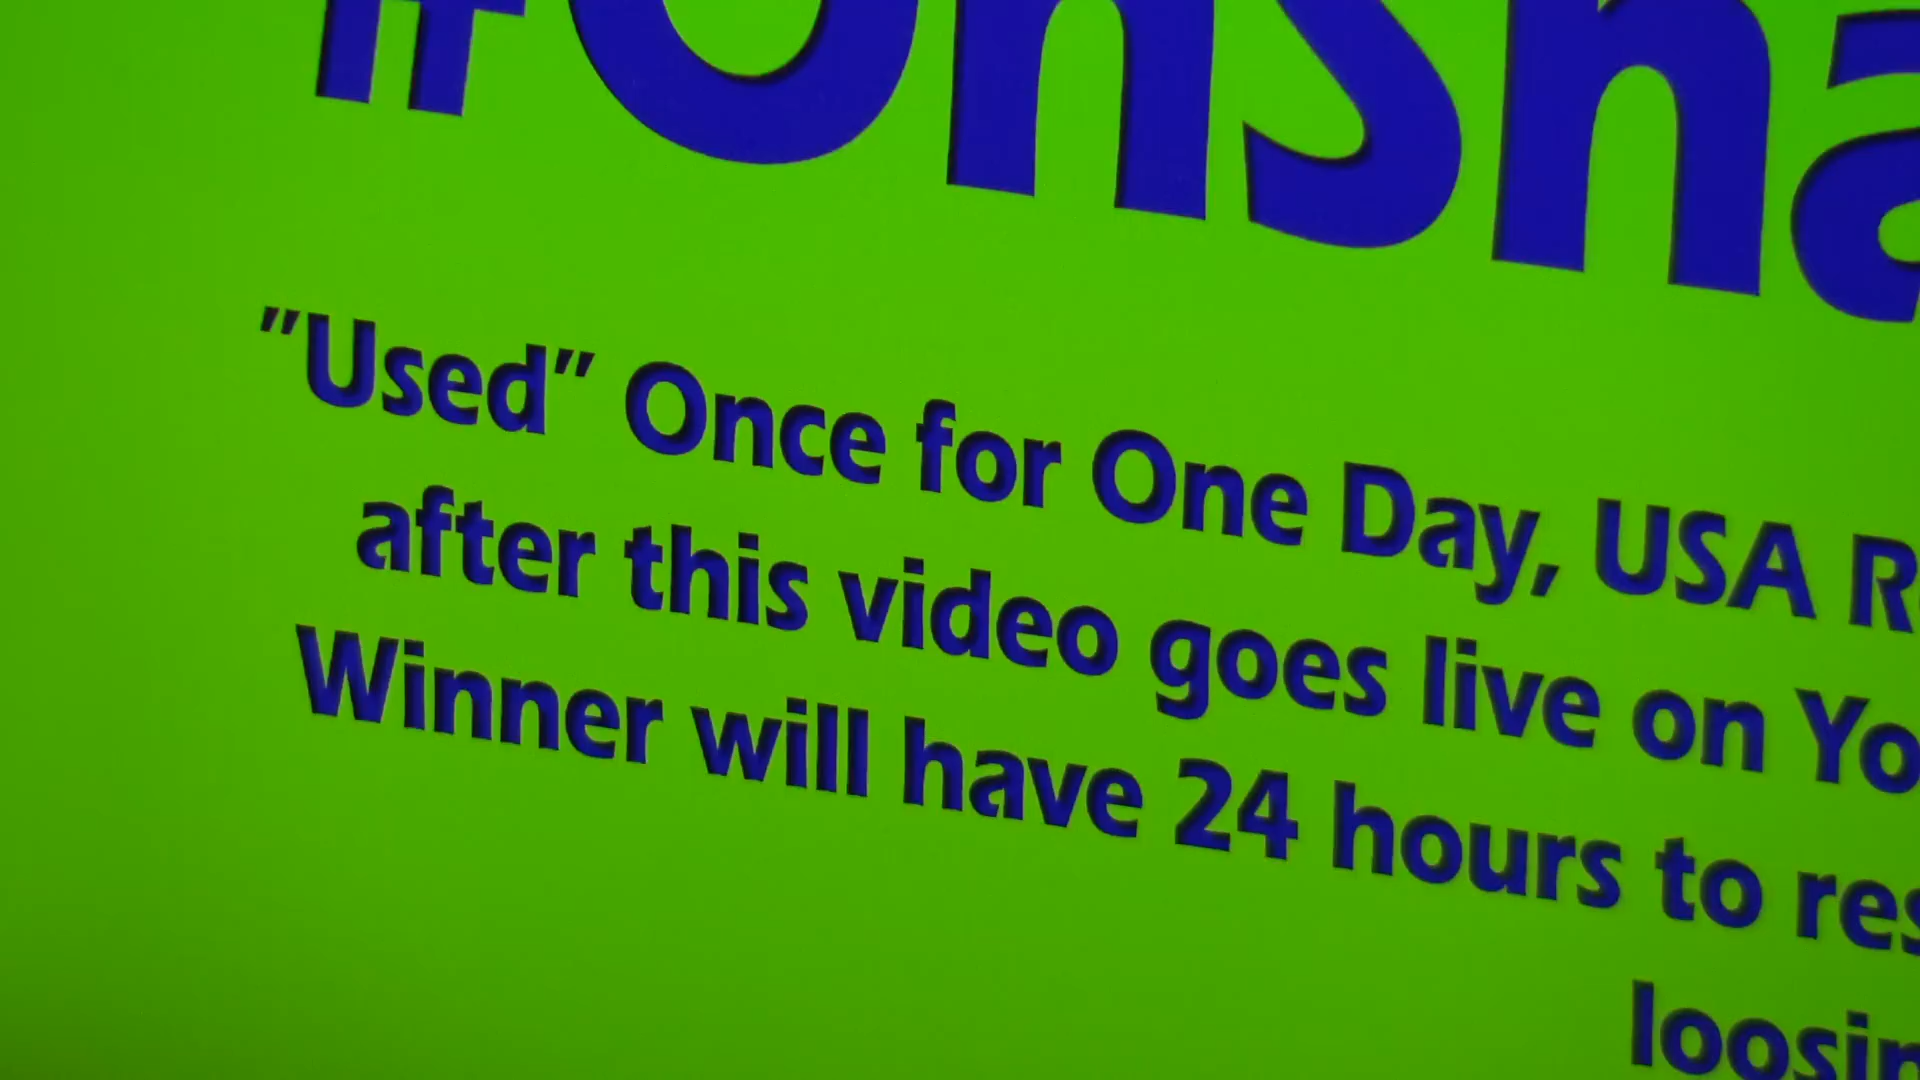 #Onsna
"Used" Once for One Day, USA R
after this video goes live on Yo
Winner will have 24 hours to res
loosin